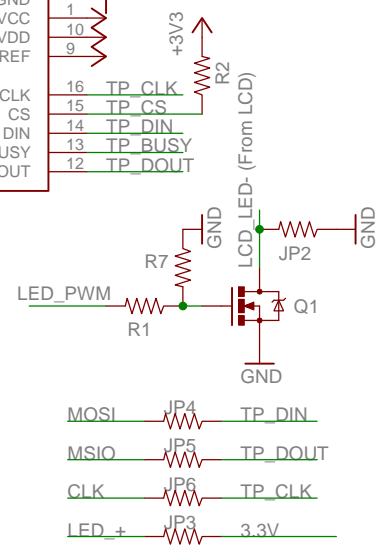 GND
VCC 1
VDD 10
REF 9
+3V3
R2
CLK 16 TP_CLK
CS 15 TP_CS
DIN 14 TP_DIN
BUSY 13 TP_BUSY
OUT 12 TP_DOUT
LCD_LED- (From LCD)
GND
GND
R7
JP2
LED_PWM
R1
Q1
GND
MOSI JP4 TP_DIN
MSIO JP5 TP_DOUT
CLK JP6 TP_CLK
LED_+ JP3 3.3V